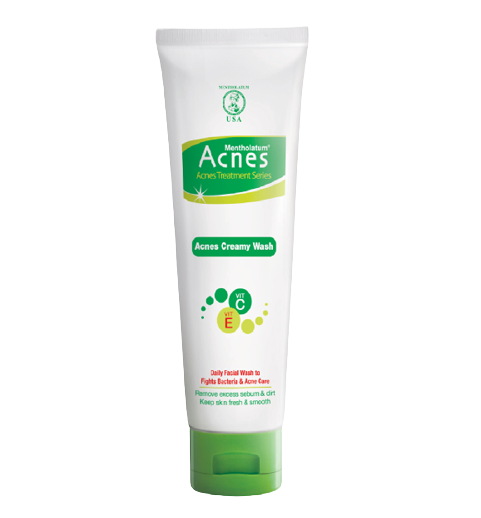 MENTHOLATUM
USA
Mentholatum®
Acnes
Acnes Treatment Series
Acnes Creamy Wash
VIT
C
VIT
E
Daily Facial Wash to
Fights Bacteria & Acne Care
Remove excess sebum & dirt
Keep skin fresh & smooth